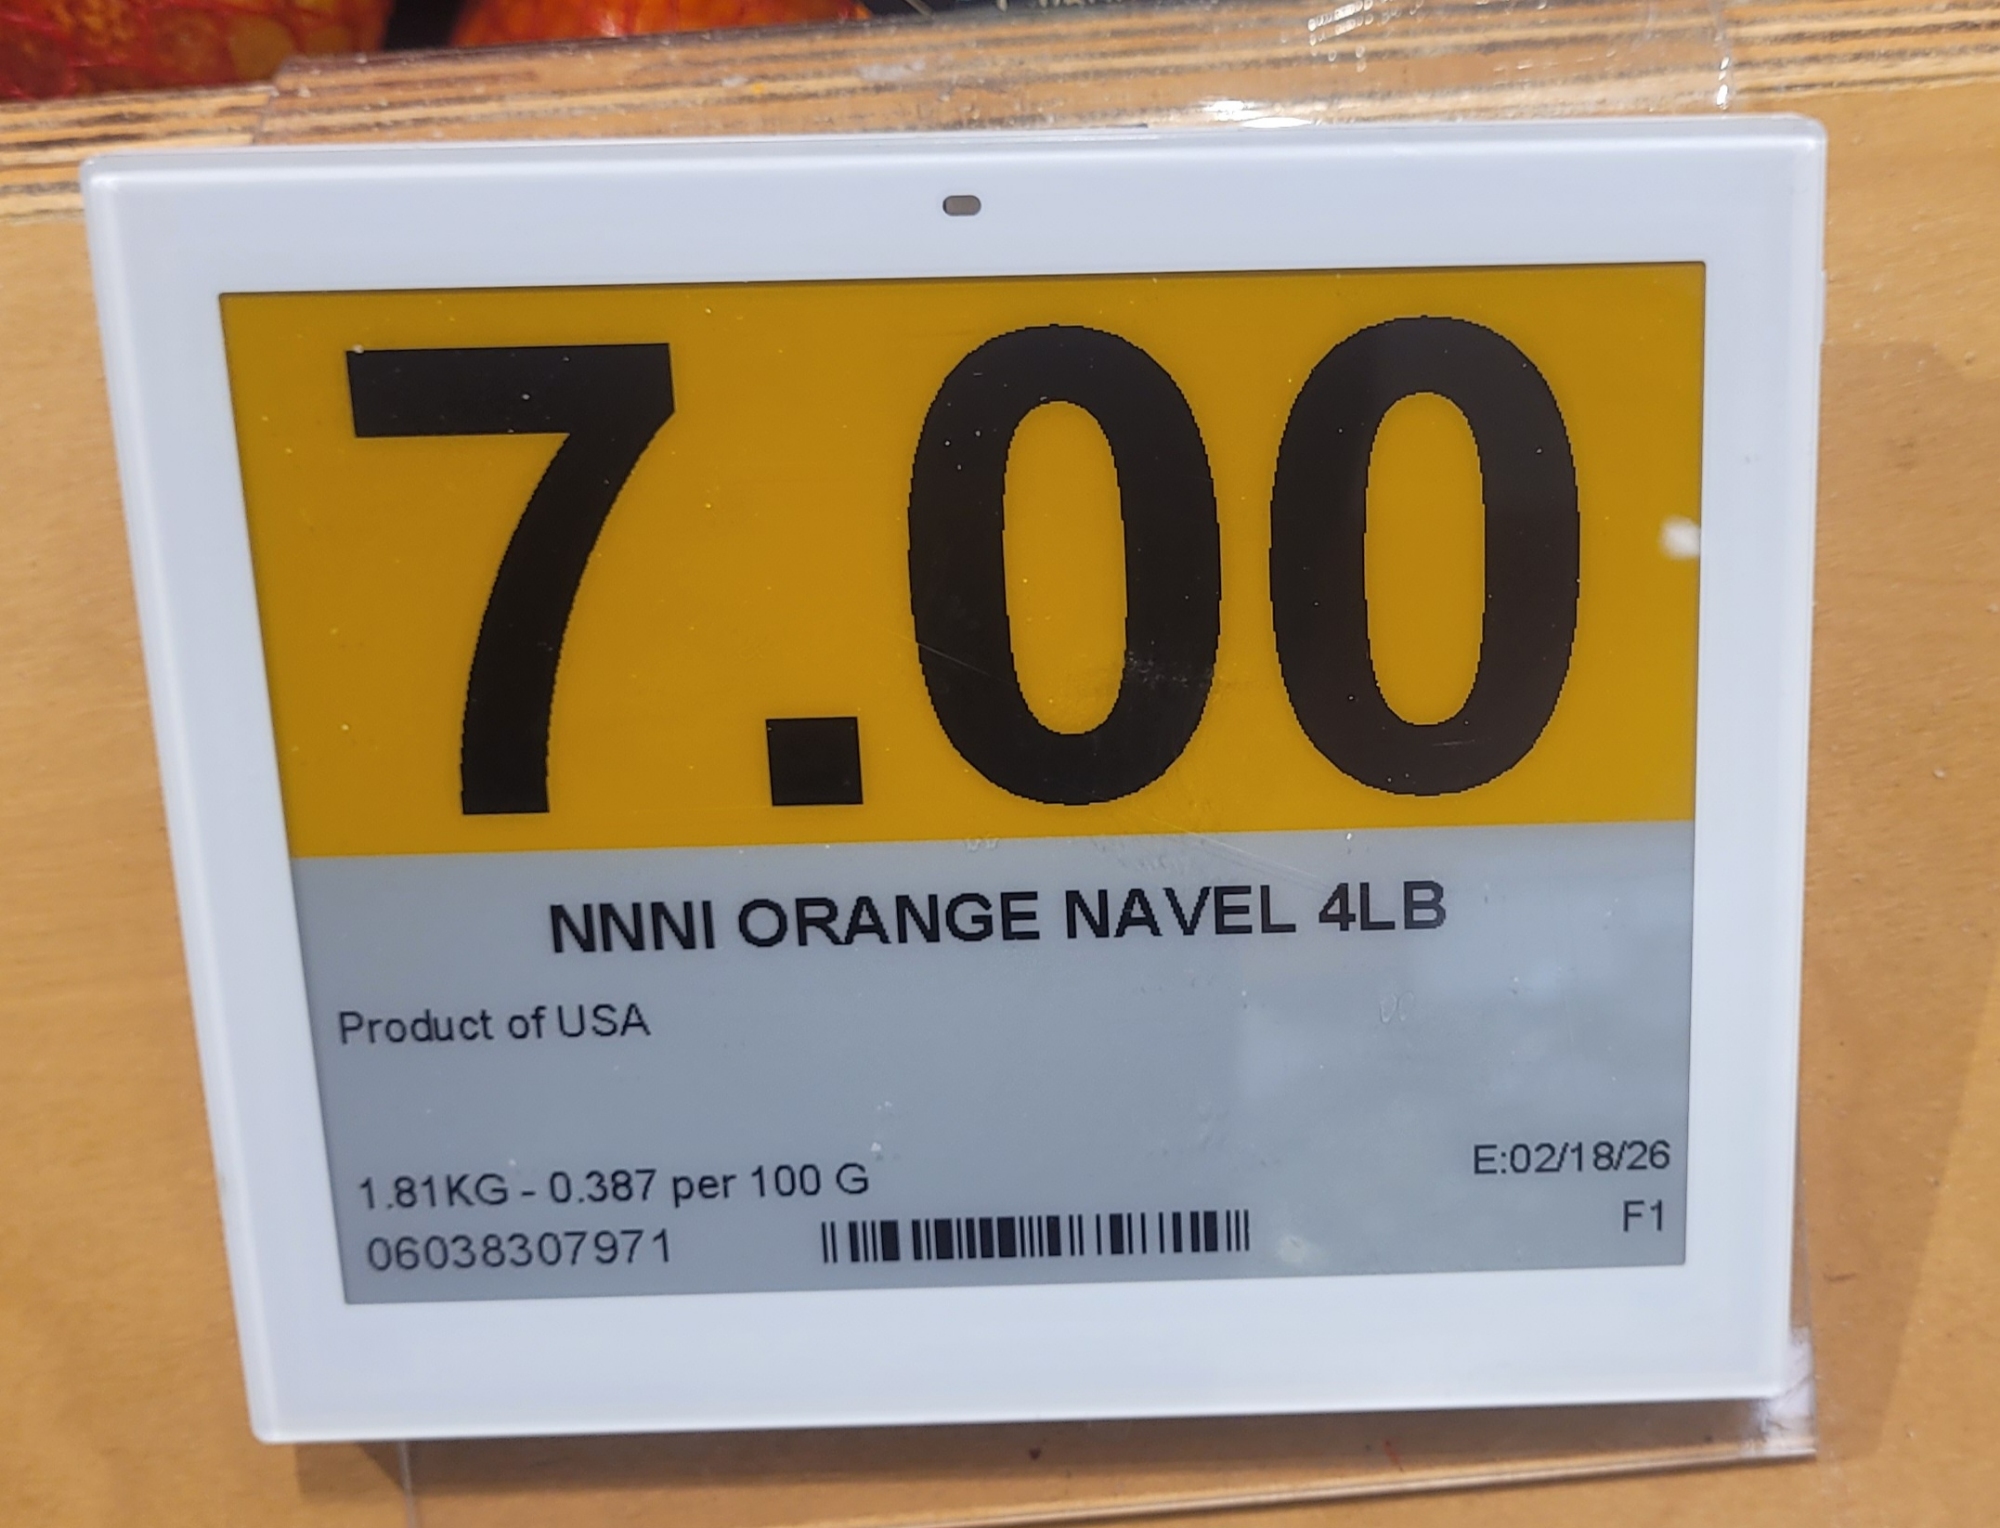 7.00
NNNI ORANGE NAVEL 4LB
Product of USA
1.81KG - 0.387 per 100 G
E:02/18/26
06038307971
F1